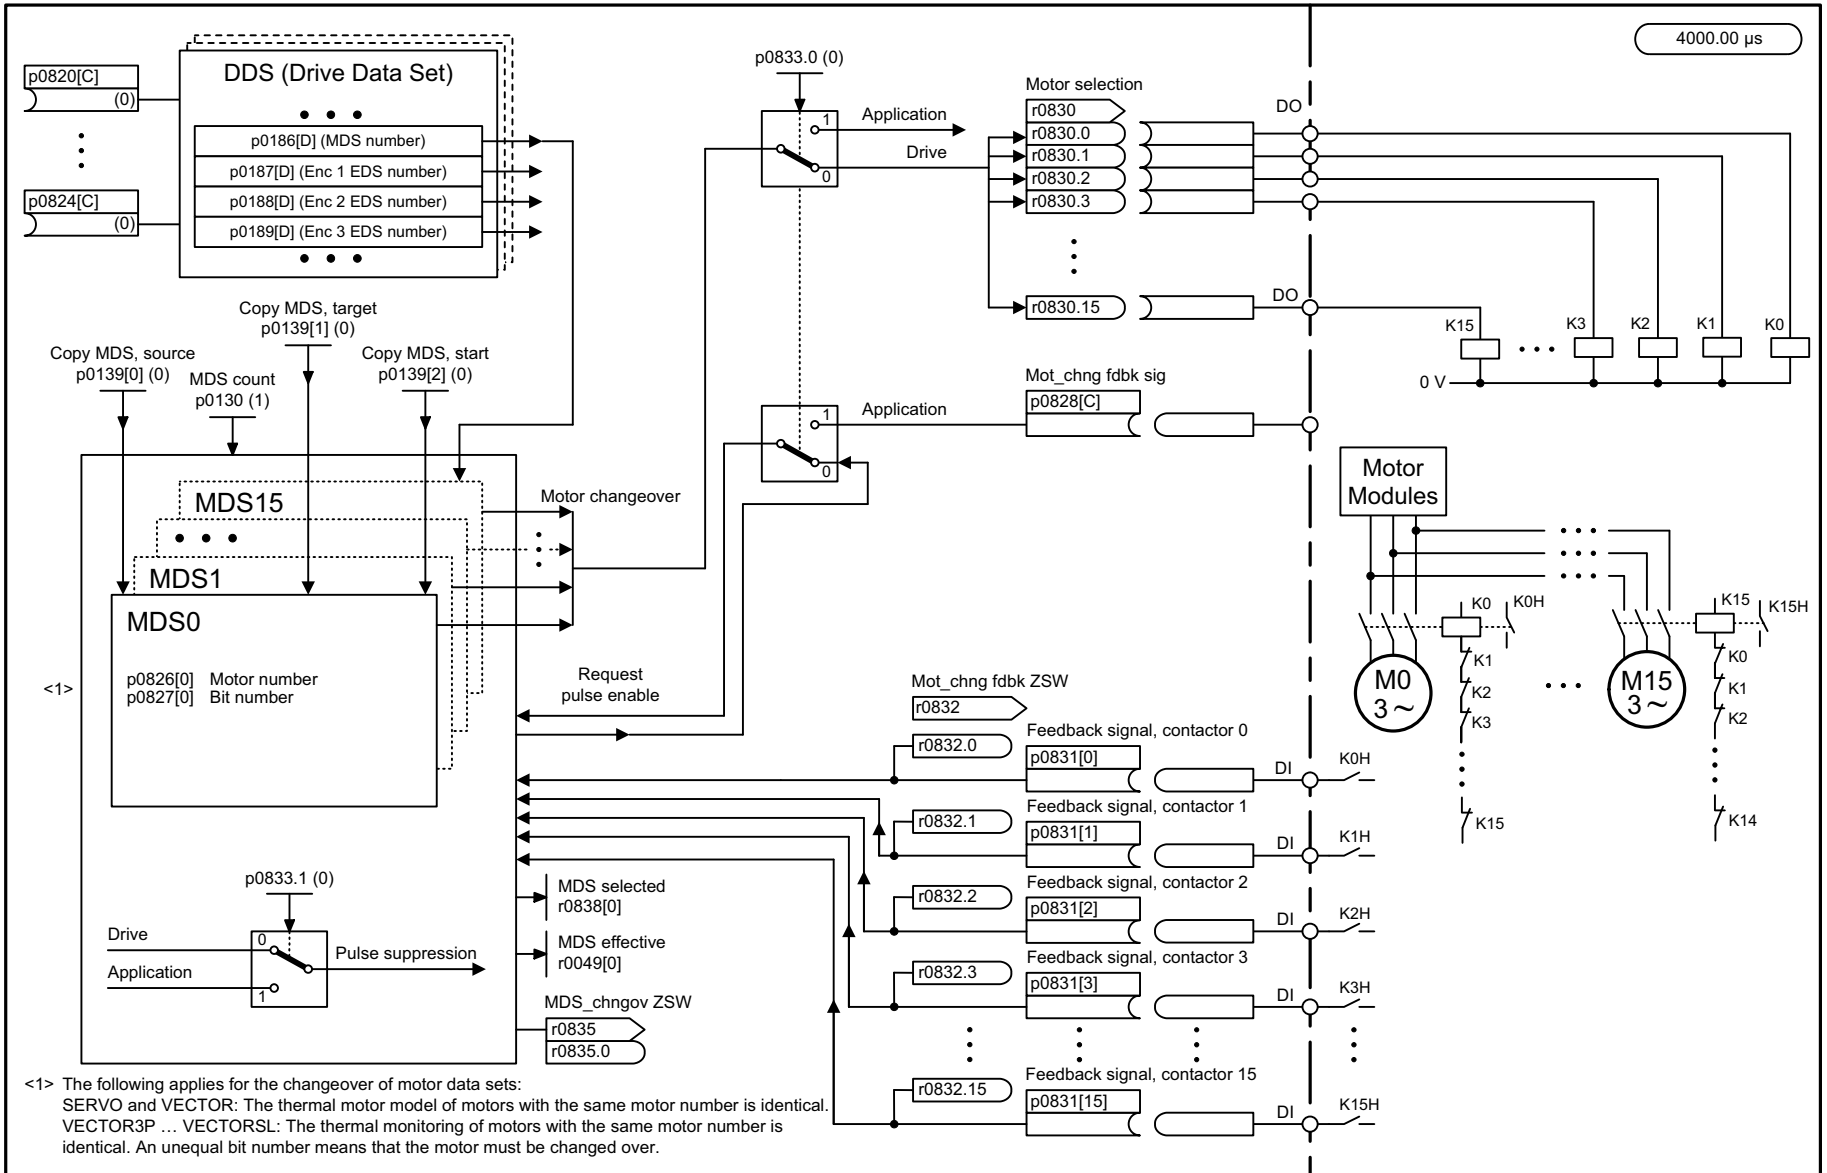 4000.00 µs
p0820[C]
(0)
p0824[C]
(0)
DDS (Drive Data Set)
p0186[D] (MDS number)
p0187[D] (Enc 1 EDS number)
p0188[D] (Enc 2 EDS number)
p0189[D] (Enc 3 EDS number)
p0833.0 (0)
1
0
Application
Drive
Motor selection
r0830
r0830.0
r0830.1
r0830.2
r0830.3
r0830.15
DO
DO
K15
K3
K2
K1
K0
0 V
Copy MDS, target
p0139[1] (0)
Copy MDS, source
p0139[0] (0)
MDS count
p0130 (1)
Copy MDS, start
p0139[2] (0)
1
0
Application
Mot_chng fdbk sig
p0828[C]
MDS15
MDS1
MDS0
p0826[0] Motor number
p0827[0] Bit number
<1>
Motor changeover
Request
pulse enable
Motor
Modules
K0
K0H
K1
K2
K3
K15
M0
3~
M15
3~
K15
K15H
K0
K1
K2
K14
Mot_chng fdbk ZSW
r0832
r0832.0
Feedback signal, contactor 0
p0831[0]
DI
K0H
r0832.1
Feedback signal, contactor 1
p0831[1]
DI
K1H
r0832.2
Feedback signal, contactor 2
p0831[2]
DI
K2H
r0832.3
Feedback signal, contactor 3
p0831[3]
DI
K3H
r0832.15
Feedback signal, contactor 15
p0831[15]
DI
K15H
p0833.1 (0)
Drive
Application
0
1
Pulse suppression
MDS selected
r0838[0]
MDS effective
r0049[0]
MDS_chngov ZSW
r0835
r0835.0
<1> The following applies for the changeover of motor data sets:
SERVO and VECTOR: The thermal motor model of motors with the same motor number is identical.
VECTOR3P … VECTORSL: The thermal monitoring of motors with the same motor number is
identical. An unequal bit number means that the motor must be changed over.